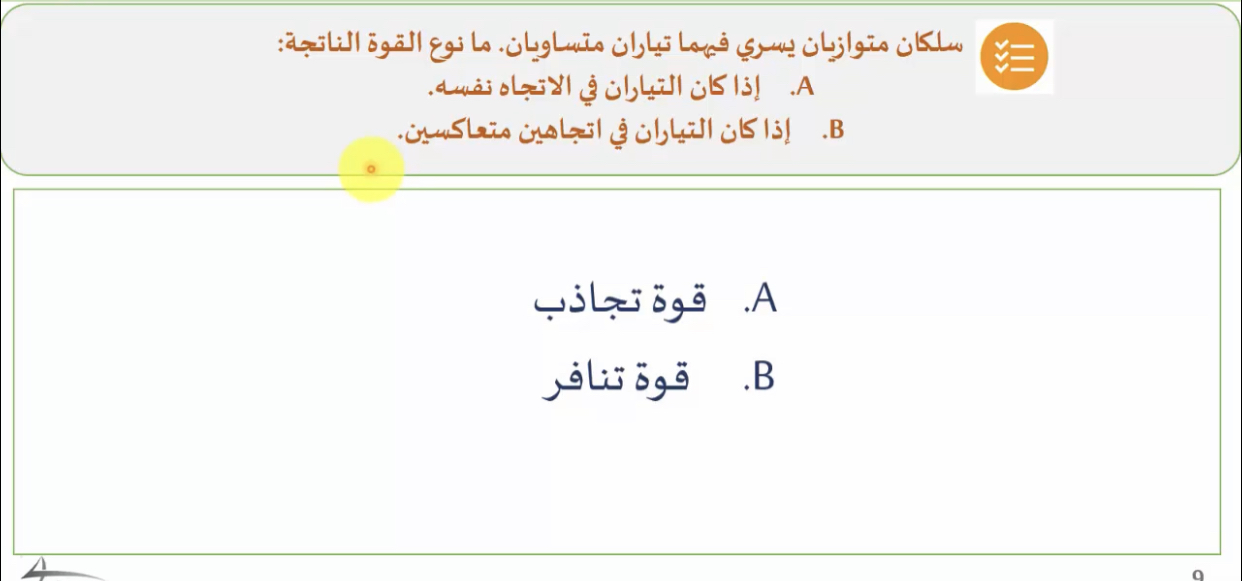 سلكان متوازيان يسري فيهما تياران متساويان. ما نوع القوة الناتجة:
A. إذا كان التياران في الاتجاه نفسه.
B. إذا كان التياران في اتجاهين متعاكسين.
A. قوة تجاذب
B. قوة تنافر
9